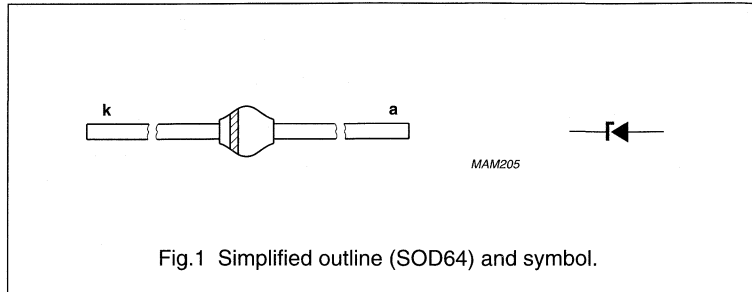 k
a
MAM205
Fig.1 Simplified outline (SOD64) and symbol.